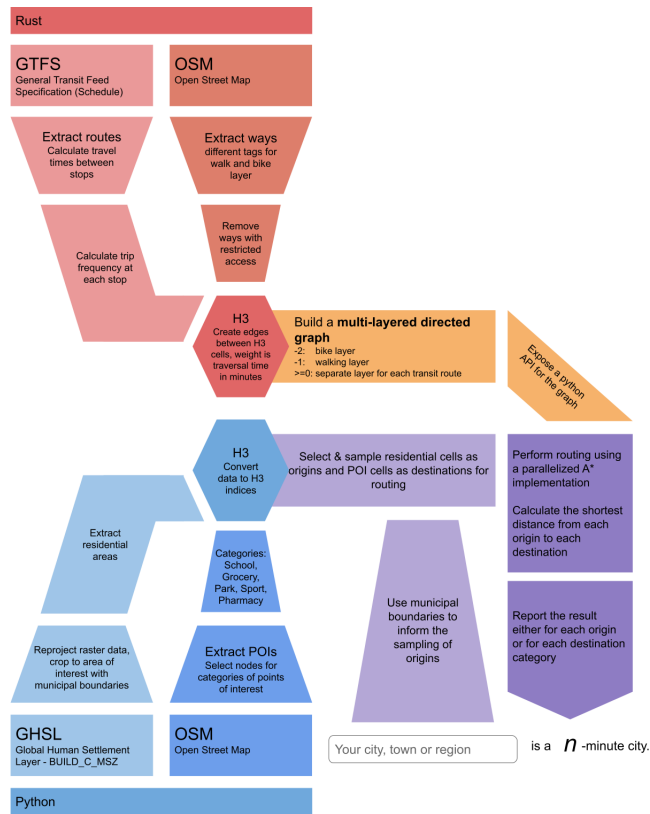 Rust
GTFS
General Transit Feed
Specification (Schedule)
OSM
Open Street Map
Extract routes
Calculate travel
times between
stops
Extract ways
different tags for
walk and bike
layer
Calculate trip
frequency at
each stop
Remove
ways with
restricted
access
H3
Create edges
between H3
cells, weight is
traversal time
in minutes
Build a multi-layered directed
graph
-2: bike layer
-1: walking layer
>=0: separate layer for each transit route
Expose a python
API for the graph
H3
Convert
data to H3
indices
Select & sample residential cells as
origins and POI cells as destinations for
routing
Perform routing using
a parallelized A*
implementation
Calculate the shortest
distance from each
origin to each
destination
Extract
residential
areas
Categories:
School,
Grocery,
Park, Sport,
Pharmacy
Use municipal
boundaries to
inform the
sampling of
origins
Report the result
either for each origin
or for each destination
category
Reproject raster data,
crop to area of
interest with
municipal boundaries
Extract POIs
Select nodes for
categories of points
of interest
GHSL
Global Human Settlement
Layer - BUILD_C_MSZ
OSM
Open Street Map
Your city, town or region
is a n -minute city.
Python